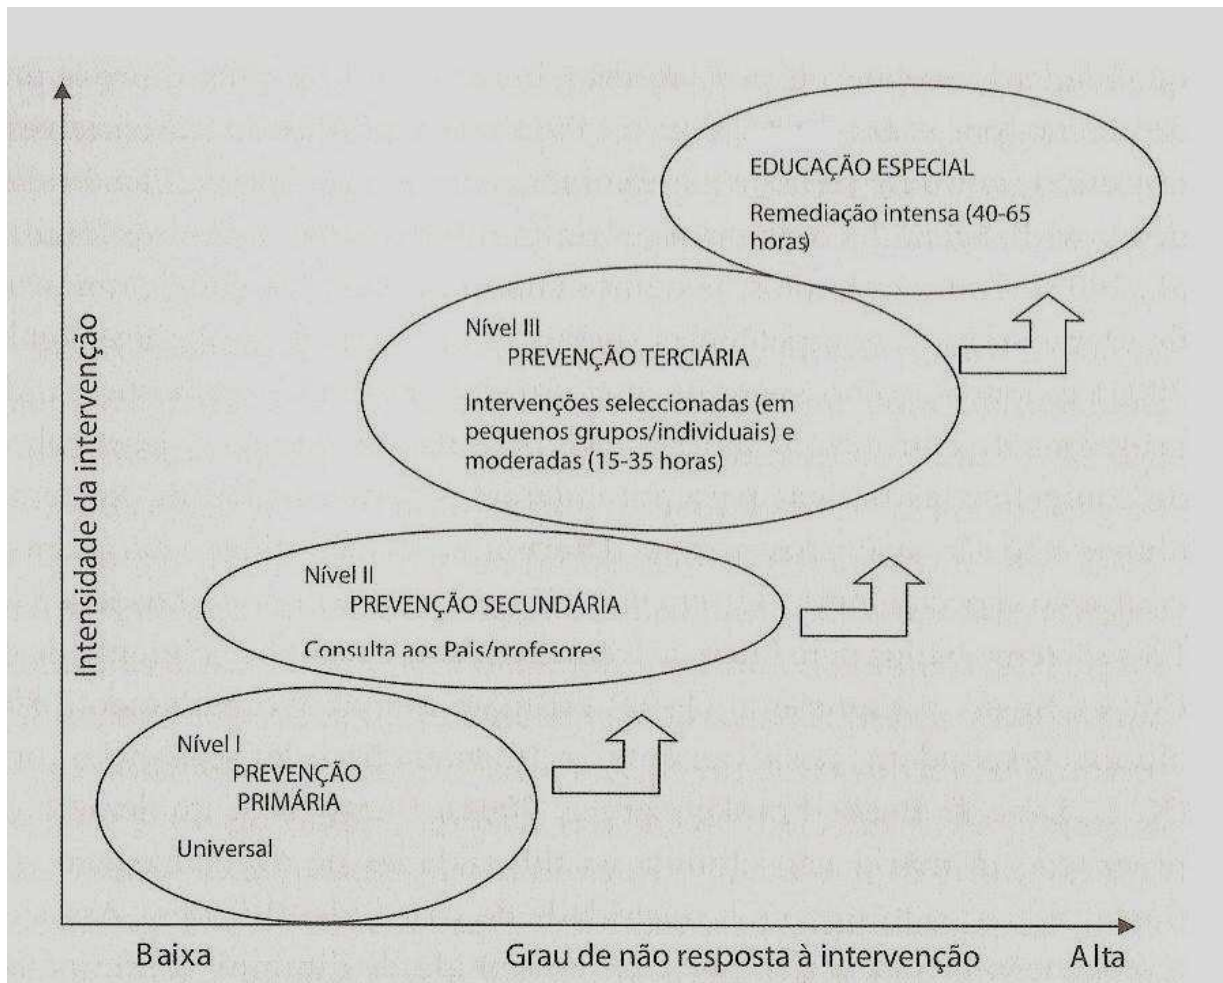 EDUCAÇÃO ESPECIAL
Remediação intensa (40-65
horas)
Nível III
PREVENÇÃO TERCIÁRIA
Intervenções seleccionadas (em
pequenos grupos/individuais) e
moderadas (15-35 horas)
Nível II
PREVENÇÃO SECUNDÁRIA
Consulta aos Pais/profesores
Nível I
PREVENÇÃO
PRIMÁRIA
Universal
Intensidade da intervenção
Baixa
Grau de não resposta à intervenção
Alta